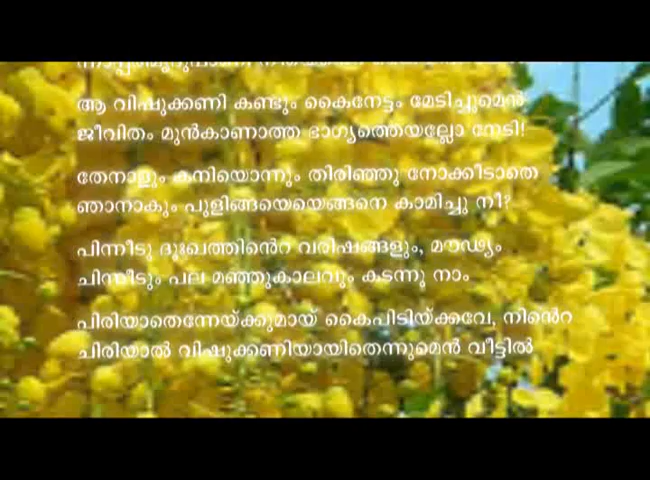 ആ വിഷുക്കണി കണ്ടും കൈനേട്ടം മേടിച്ചുമെൻ
ജീവിതം മുൻകാണാത്ത ഭാഗ്യത്തെയല്ലോ നേടി!
തേനാളും കനിയൊന്നും തിരിഞ്ഞു നോക്കീടാതെ
ഞാനാകും പുളിങ്ങയെയെങ്ങനെ കാമിച്ചു നീ?
പിന്നീടു ദുഃഖത്തിൻെറ വരിഷങ്ങളും, മൗഢ്യം
ചിന്നീടും പല മഞ്ഞുകാലവും കടന്നൂ നാം
പിരിയാതെന്നേയ്ക്കുമായ് കൈപിടിയ്ക്കവേ, നിൻെറ
ചിരിയാൽ വിഷുക്കണിയായിതെന്നുമെൻ വീട്ടിൽ